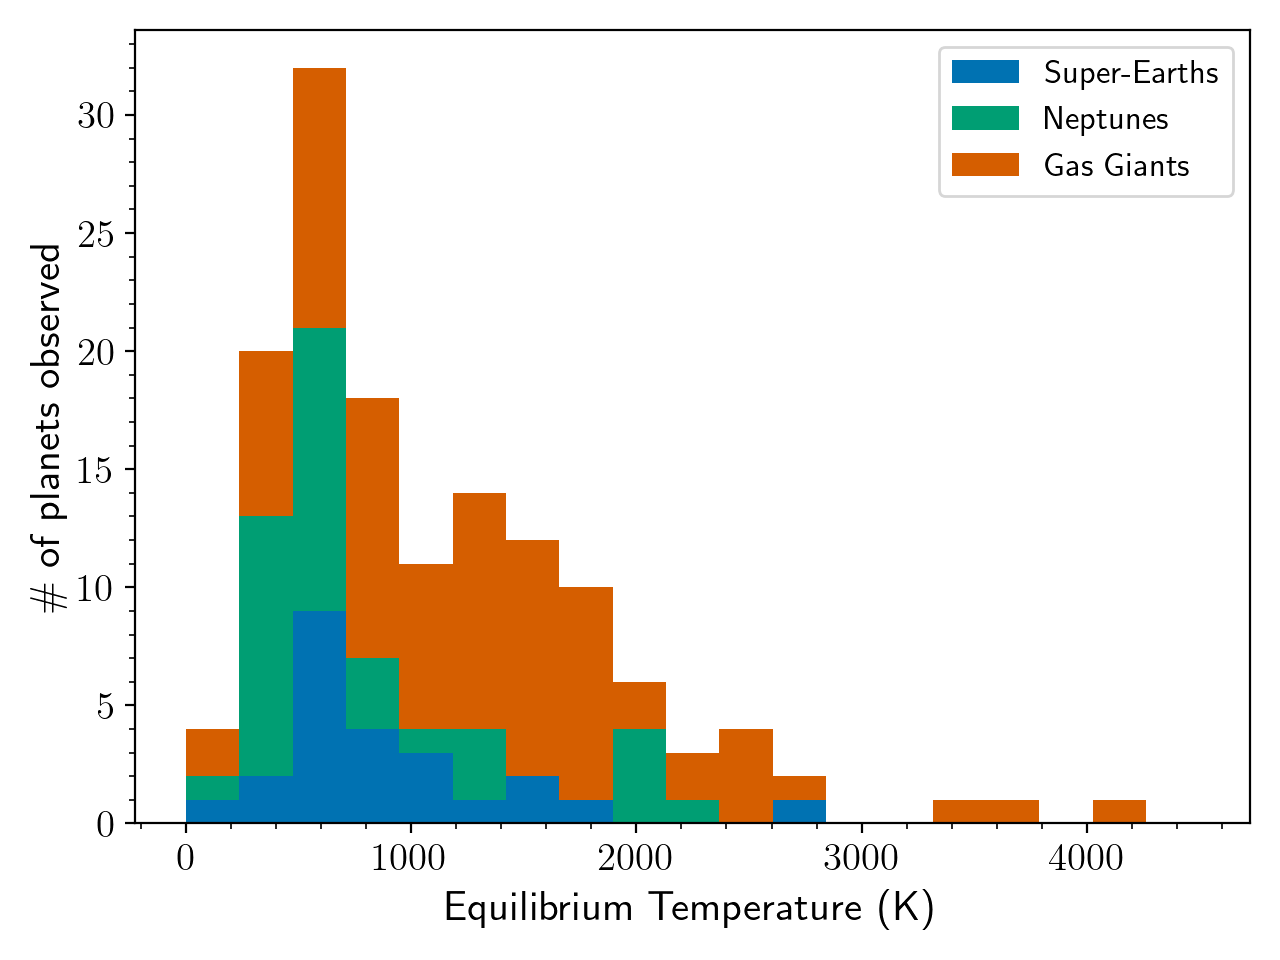 Super-Earths
Neptunes
Gas Giants
# of planets observed
30
25
20
15
10
5
0
0 1000 2000 3000 4000
Equilibrium Temperature (K)